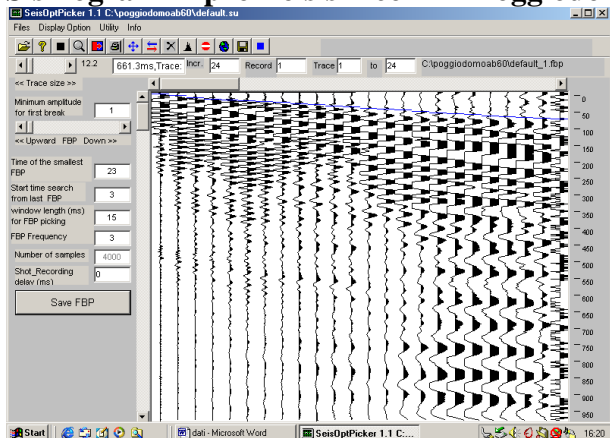 SeisOptPicker 1.1 C:\poggiodomoab60\default.su
Files Display Option Utility Info
12.2 661.3ms,Trace: Incr. 24 Record 1 Trace 1 to 24 C:\poggiodomoab60\default_1.fbp
<< Trace size >>
Minimum amplitude
for first break 1
<< Upward FBP Down >>
Time of the smallest
FBP 23
Start time search
from last FBP 3
window length (ms)
for FBP picking 15
FBP Frequency 3
Number of samples 4000
Shot_Recording
delay (ms) 0
Save FBP
0
50
100
150
200
250
300
350
400
450
500
550
600
650
700
750
800
850
900
950
Start dati - Microsoft Word SeisOptPicker 1.1 C:... 16:20